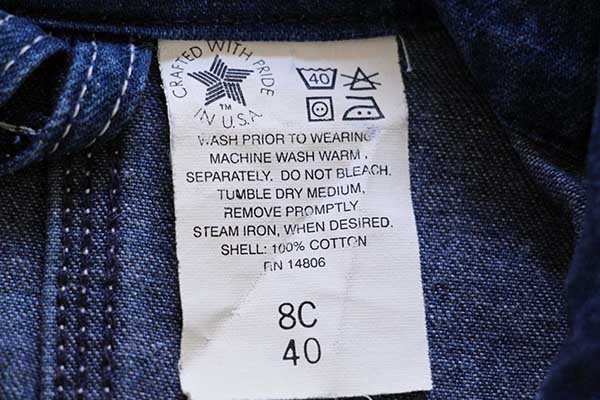 CRAFTED WITH PRIDE
TM
IN U.S.A
40
WASH PRIOR TO WEARING
MACHINE WASH WARM,
SEPARATELY. DO NOT BLEACH.
TUMBLE DRY MEDIUM,
REMOVE PROMPTLY
STEAM IRON, WHEN DESIRED.
SHELL: 100% COTTON
RN 14806
8C
40